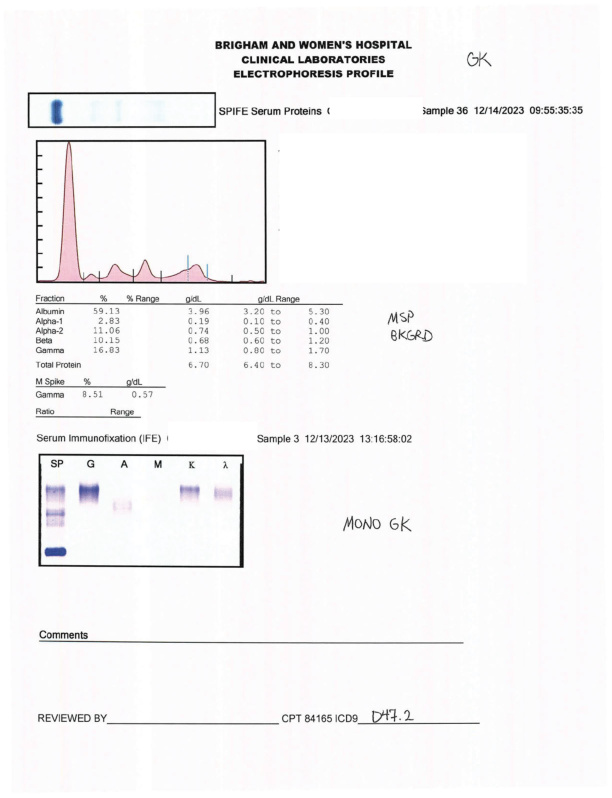 BRIGHAM AND WOMEN'S HOSPITAL
CLINICAL LABORATORIES
ELECTROPHORESIS PROFILE
GK
SPIFE Serum Proteins ( Sample 36 12/14/2023 09:55:35:35
Fraction % % Range g/dL g/dL Range
Albumin 59.13 3.96 3.20 to 5.30
Alpha-1 2.83 0.19 0.10 to 0.40
Alpha-2 11.06 0.74 0.50 to 1.00
Beta 10.15 0.68 0.60 to 1.20
Gamma 16.83 1.13 0.80 to 1.70
Total Protein 6.70 6.40 to 8.30
MSP
BKGRD
M Spike % g/dL
Gamma 8.51 0.57
Ratio Range
Serum Immunofixation (IFE) Sample 3 12/13/2023 13:16:58:02
SP G A M K λ
MONO GK
Comments
REVIEWED BY CPT 84165 ICD9 D47.2